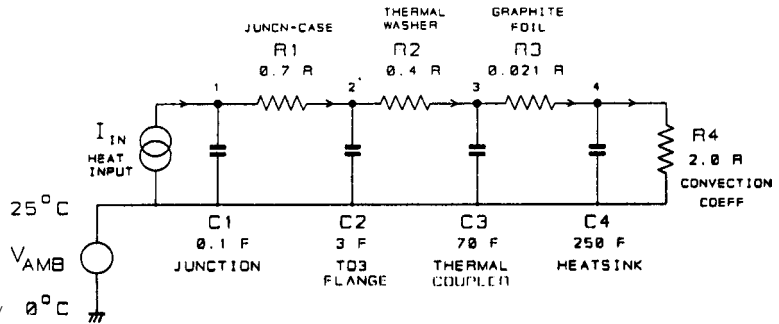 JUNCN-CASE
R1
0.7 R
THERMAL
WASHER
R2
0.4 R
GRAPHITE
FOIL
R3
0.021 R
1
2
3
4
I IN
HEAT
INPUT
R4
2.0 R
CONVECTION
COEFF
25°C
VAMB
0°C
C1
0.1 F
JUNCTION
C2
3 F
TO3
FLANGE
C3
70 F
THERMAL
COUPLER
C4
250 F
HEATSINK